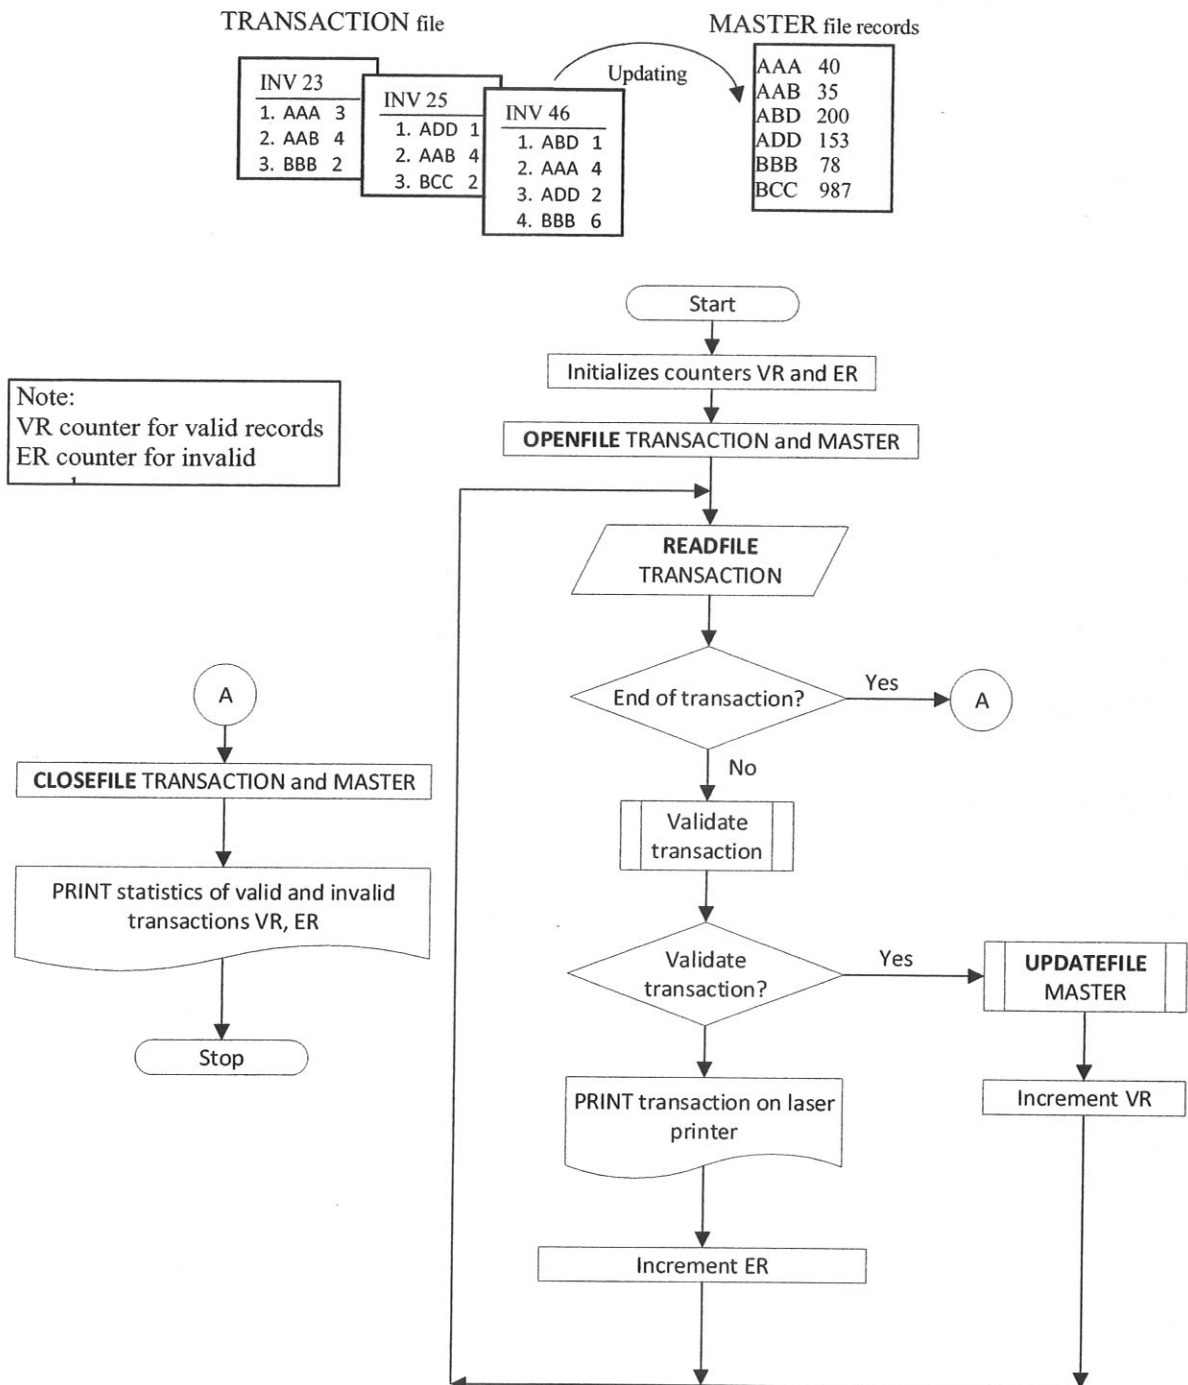 TRANSACTION file
MASTER file records
INV 23
1. AAA 3
2. AAB 4
3. BBB 2
INV 25
1. ADD 1
2. AAB 4
3. BCC 2
INV 46
1. ABD 1
2. AAA 4
3. ADD 2
4. BBB 6
Updating
AAA 40
AAB 35
ABD 200
ADD 153
BBB 78
BCC 987
Start
Initializes counters VR and ER
OPENFILE TRANSACTION and MASTER
Note:
VR counter for valid records
ER counter for invalid
READFILE
TRANSACTION
End of transaction?
Yes
A
No
Validate
transaction
Validate
transaction?
Yes
UPDATEFILE
MASTER
Increment VR
PRINT transaction on laser
printer
Increment ER
A
CLOSEFILE TRANSACTION and MASTER
PRINT statistics of valid and invalid
transactions VR, ER
Stop